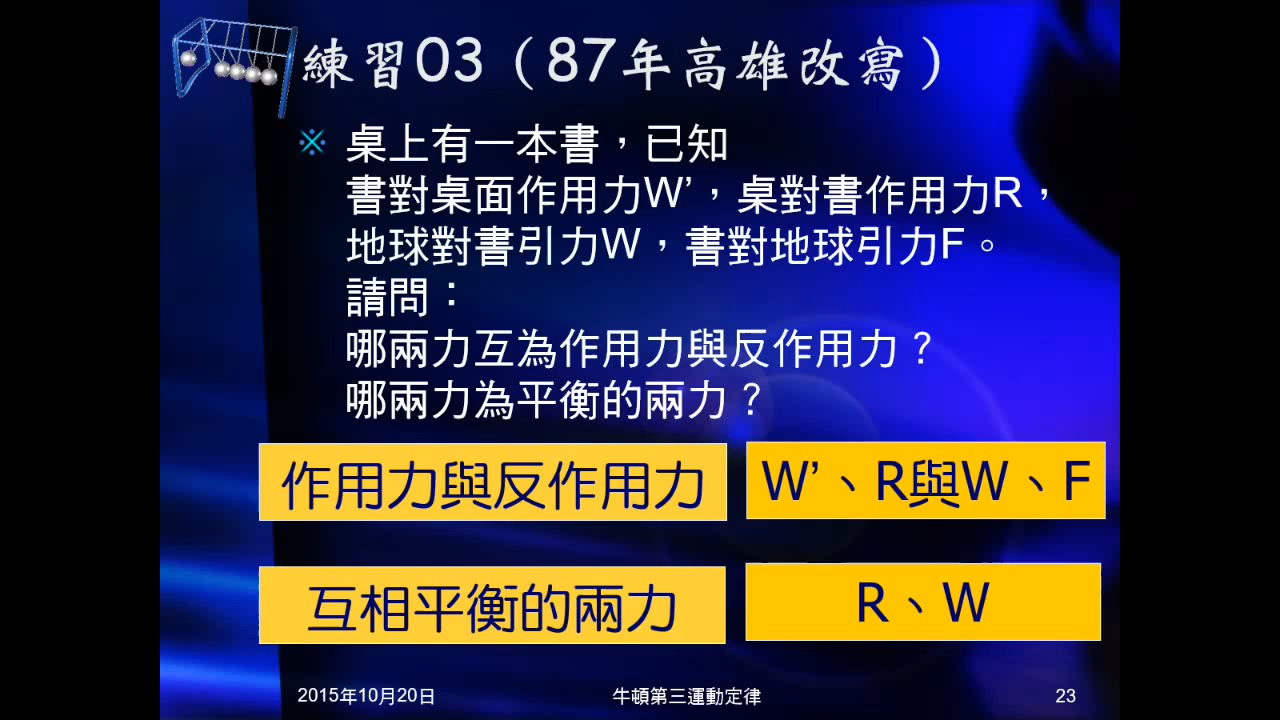 練習03（87年高雄改寫）
※ 桌上有一本書，已知
書對桌面作用力W’，桌對書作用力R，
地球對書引力W，書對地球引力F。
請問：
哪兩力互為作用力與反作用力？
哪兩力為平衡的兩力？
作用力與反作用力
W’、R與W、F
互相平衡的兩力
R、W
2015年10月20日
牛頓第三運動定律
23